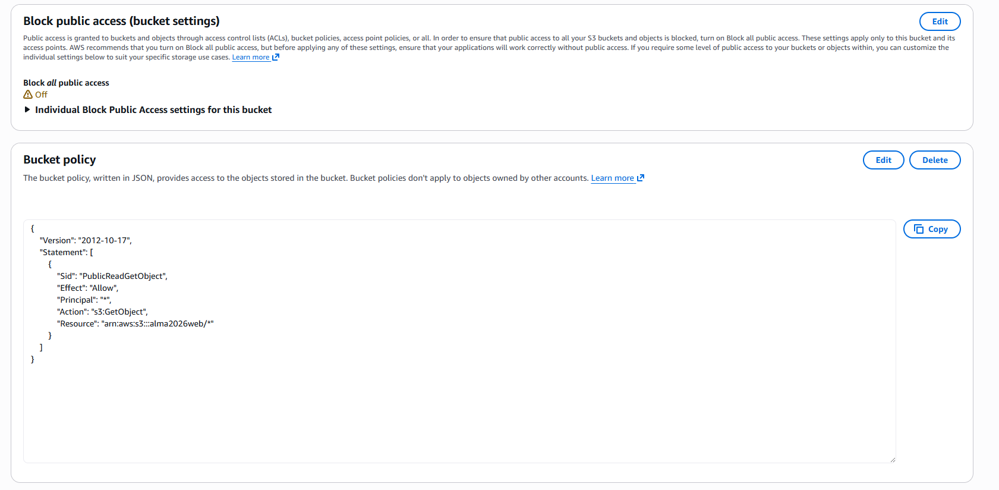 Block public access (bucket settings)
Edit
Public access is granted to buckets and objects through access control lists (ACLs), bucket policies, access point policies, or all. In order to ensure that public access to all your S3 buckets and objects is blocked, turn on Block all public access. These settings apply only to this bucket and its
access points. AWS recommends that you turn on Block all public access, but before applying any of these settings, ensure that your applications will work correctly without public access. If you require some level of public access to your buckets or objects within, you can customize the
individual settings below to suit your specific storage use cases. Learn more
Block all public access
Off
Individual Block Public Access settings for this bucket
Bucket policy
Edit
Delete
The bucket policy, written in JSON, provides access to the objects stored in the bucket. Bucket policies don't apply to objects owned by other accounts. Learn more
Copy
{
"Version": "2012-10-17",
"Statement": [
{
"Sid": "PublicReadGetObject",
"Effect": "Allow",
"Principal": "*",
"Action": "s3:GetObject",
"Resource": "arn:aws:s3:::alma2026web/*"
}
]
}